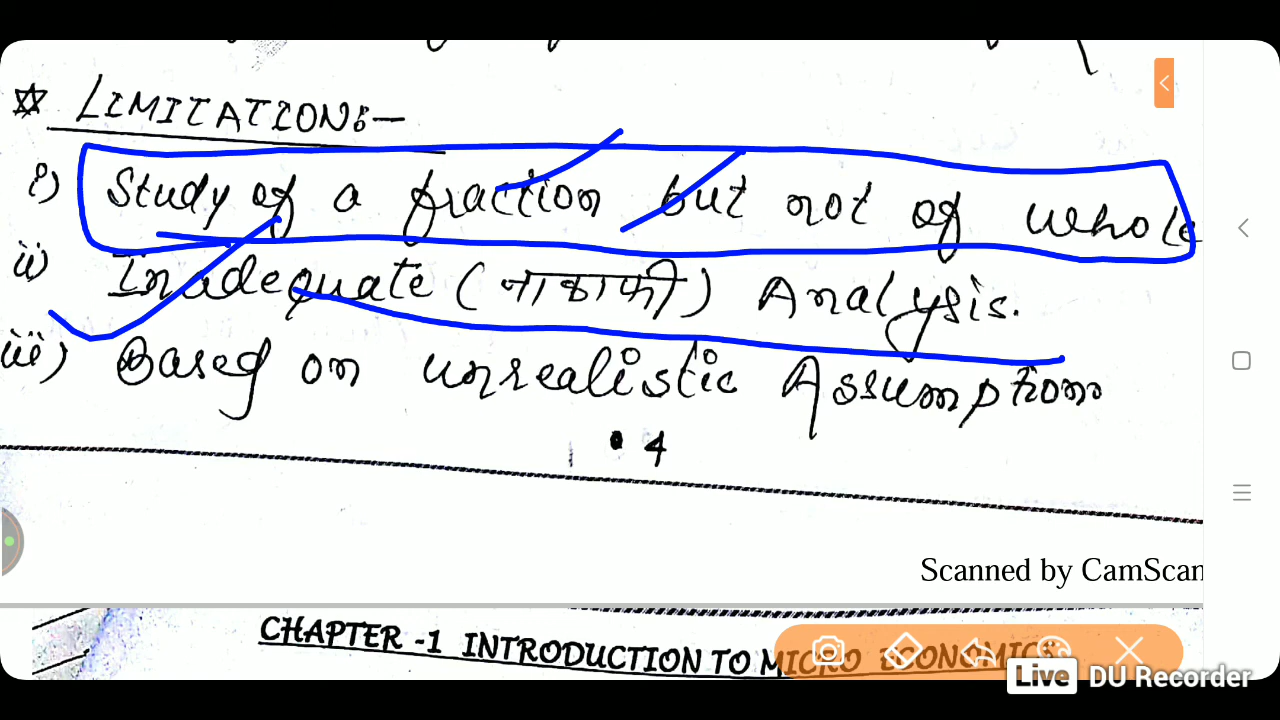 ☆ LIMITATION:-
i) Study of a fraction but not of whole
ii) Inadequate (नाकाफी) Analysis.
iii) Based on unrealistic Assumptions
4
Scanned by CamScan
CHAPTER -1 INTRODUCTION TO MICRO ECONOMICS
Live DU Recorder